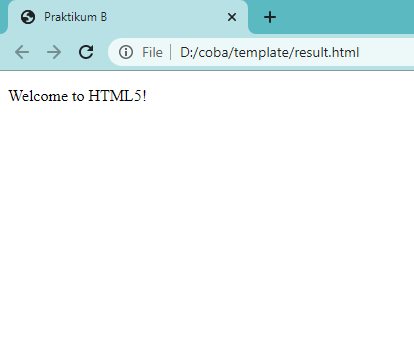 Praktikum B
File D:/coba/template/result.html
Welcome to HTML5!